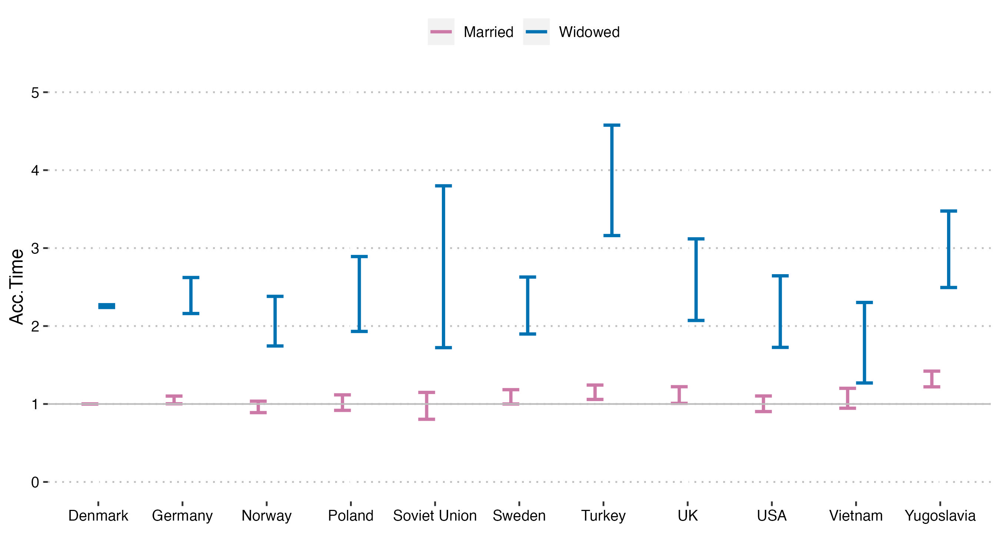 Married Widowed
5
4
3
2
1
0
Acc. Time
Denmark Germany Norway Poland Soviet Union Sweden Turkey UK USA Vietnam Yugoslavia